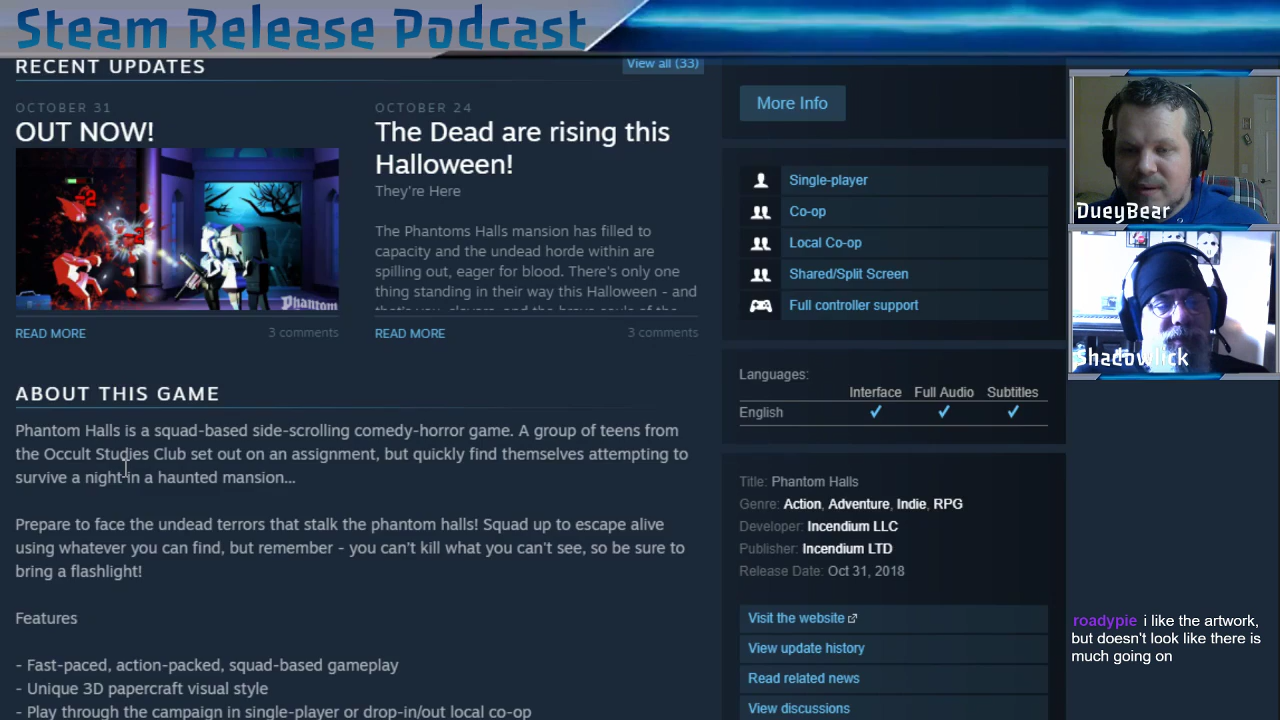 Steam Release Podcast
RECENT UPDATES
View all (33)
OCTOBER 31
OUT NOW!
-2
Phantom
READ MORE
3 comments
OCTOBER 24
The Dead are rising this
Halloween!
They're Here
The Phantoms Halls mansion has filled to
capacity and the undead horde within are
spilling out, eager for blood. There's only one
thing standing in their way this Halloween - and
READ MORE
3 comments
ABOUT THIS GAME
Phantom Halls is a squad-based side-scrolling comedy-horror game. A group of teens from
the Occult Studies Club set out on an assignment, but quickly find themselves attempting to
survive a night in a haunted mansion...
Prepare to face the undead terrors that stalk the phantom halls! Squad up to escape alive
using whatever you can find, but remember - you can't kill what you can't see, so be sure to
bring a flashlight!
Features
- Fast-paced, action-packed, squad-based gameplay
- Unique 3D papercraft visual style
- Play through the campaign in single-player or drop-in/out local co-op
More Info
Single-player
Co-op
Local Co-op
Shared/Split Screen
Full controller support
Languages:
Interface Full Audio Subtitles
English ✓ ✓ ✓
Title: Phantom Halls
Genre: Action, Adventure, Indie, RPG
Developer: Incendium LLC
Publisher: Incendium LTD
Release Date: Oct 31, 2018
Visit the website
View update history
Read related news
View discussions
DueyBear
Shadowlick
roadypie i like the artwork,
but doesn't look like there is
much going on